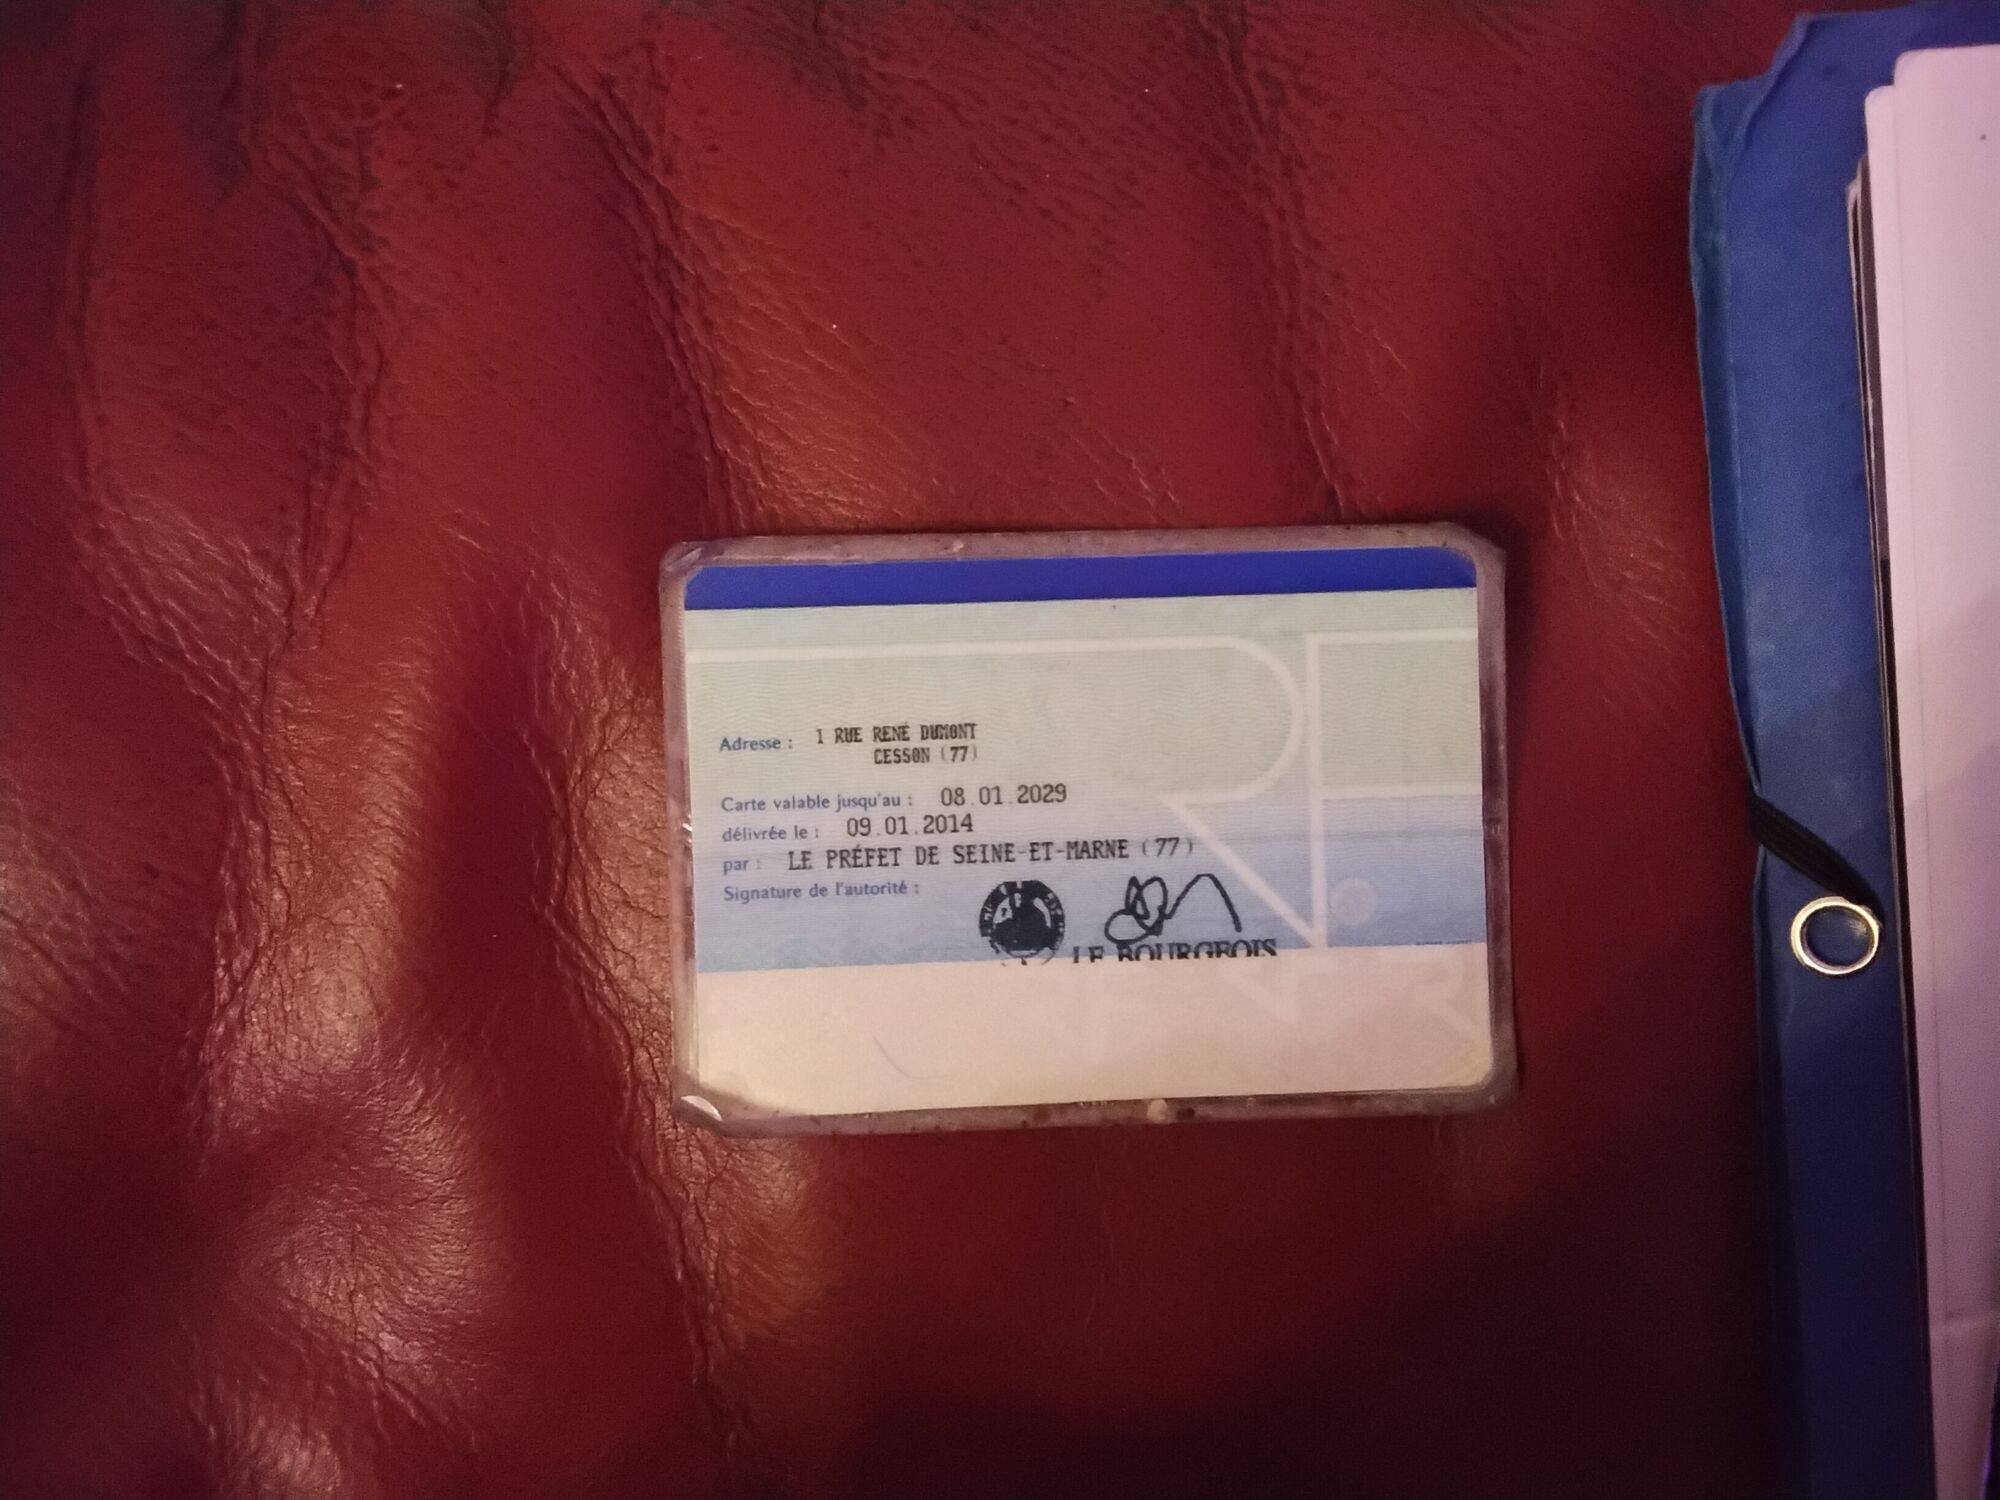 Adresse : 1 RUE RENÉ DUMONT
CESSON (77)
Carte valable jusqu'au : 08.01.2029
délivrée le : 09.01.2014
par : LE PRÉFET DE SEINE-ET-MARNE (77)
Signature de l'autorité :
LE BOURGEOIS
RF